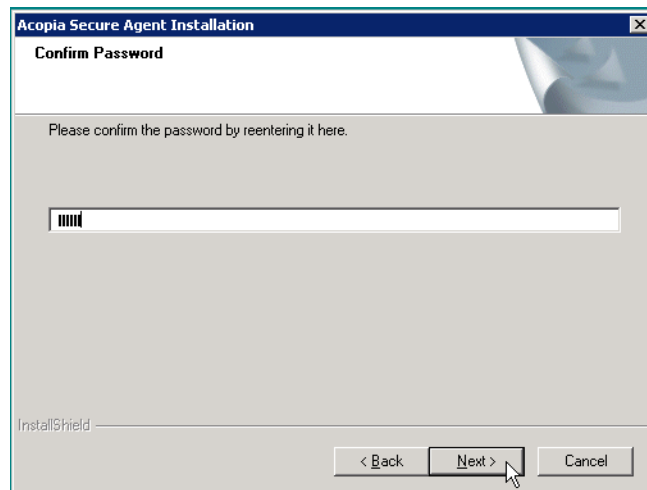 Acopia Secure Agent Installation
Confirm Password
Please confirm the password by reentering it here.
InstallShield
< Back Next > Cancel